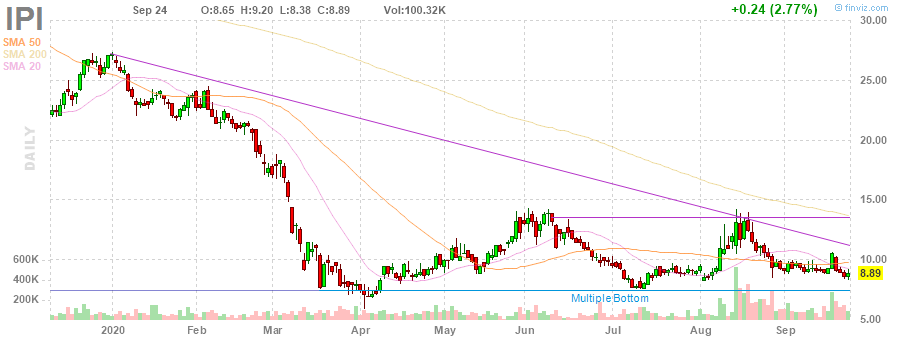 IPI Sep 24 O:8.65 H:9.20 L:8.38 C:8.89 Vol:100.32K +0.24 (2.77%) © finviz.com
SMA 50
SMA 200
SMA 20
DAILY
30.00
25.00
20.00
15.00
10.00
8.89
5.00
600K
400K
200K
Multiple Bottom
2020 Feb Mar Apr May Jun Jul Aug Sep